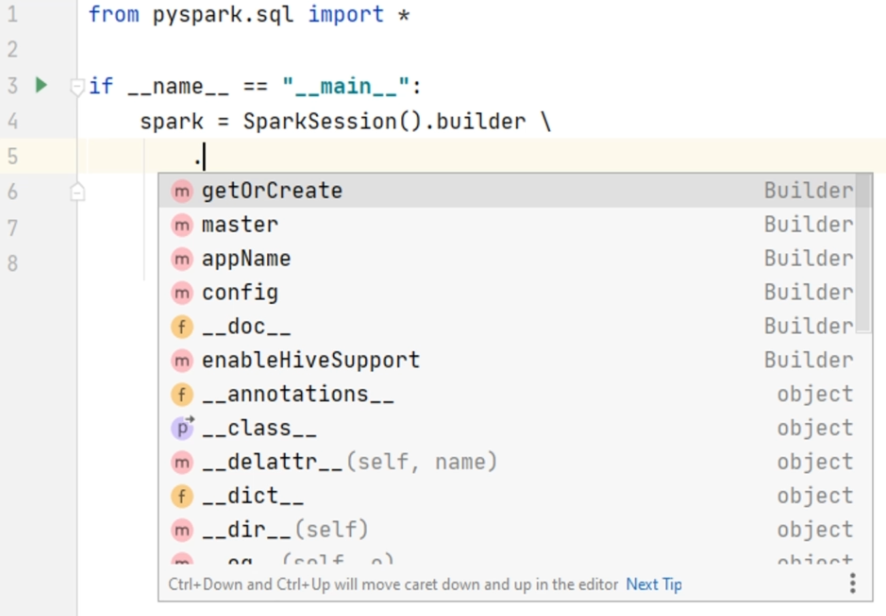 1 from pyspark.sql import *
2
3 if __name__ == "__main__":
4 spark = SparkSession().builder \
5 .
6
7
8
m getOrCreate Builder
m master Builder
m appName Builder
m config Builder
f __doc__ Builder
m enableHiveSupport Builder
f __annotations__ object
p __class__ object
m __delattr__(self, name) object
f __dict__ object
m __dir__(self) object
m __eq__(self, o) object
Ctrl+Down and Ctrl+Up will move caret down and up in the editor Next Tip